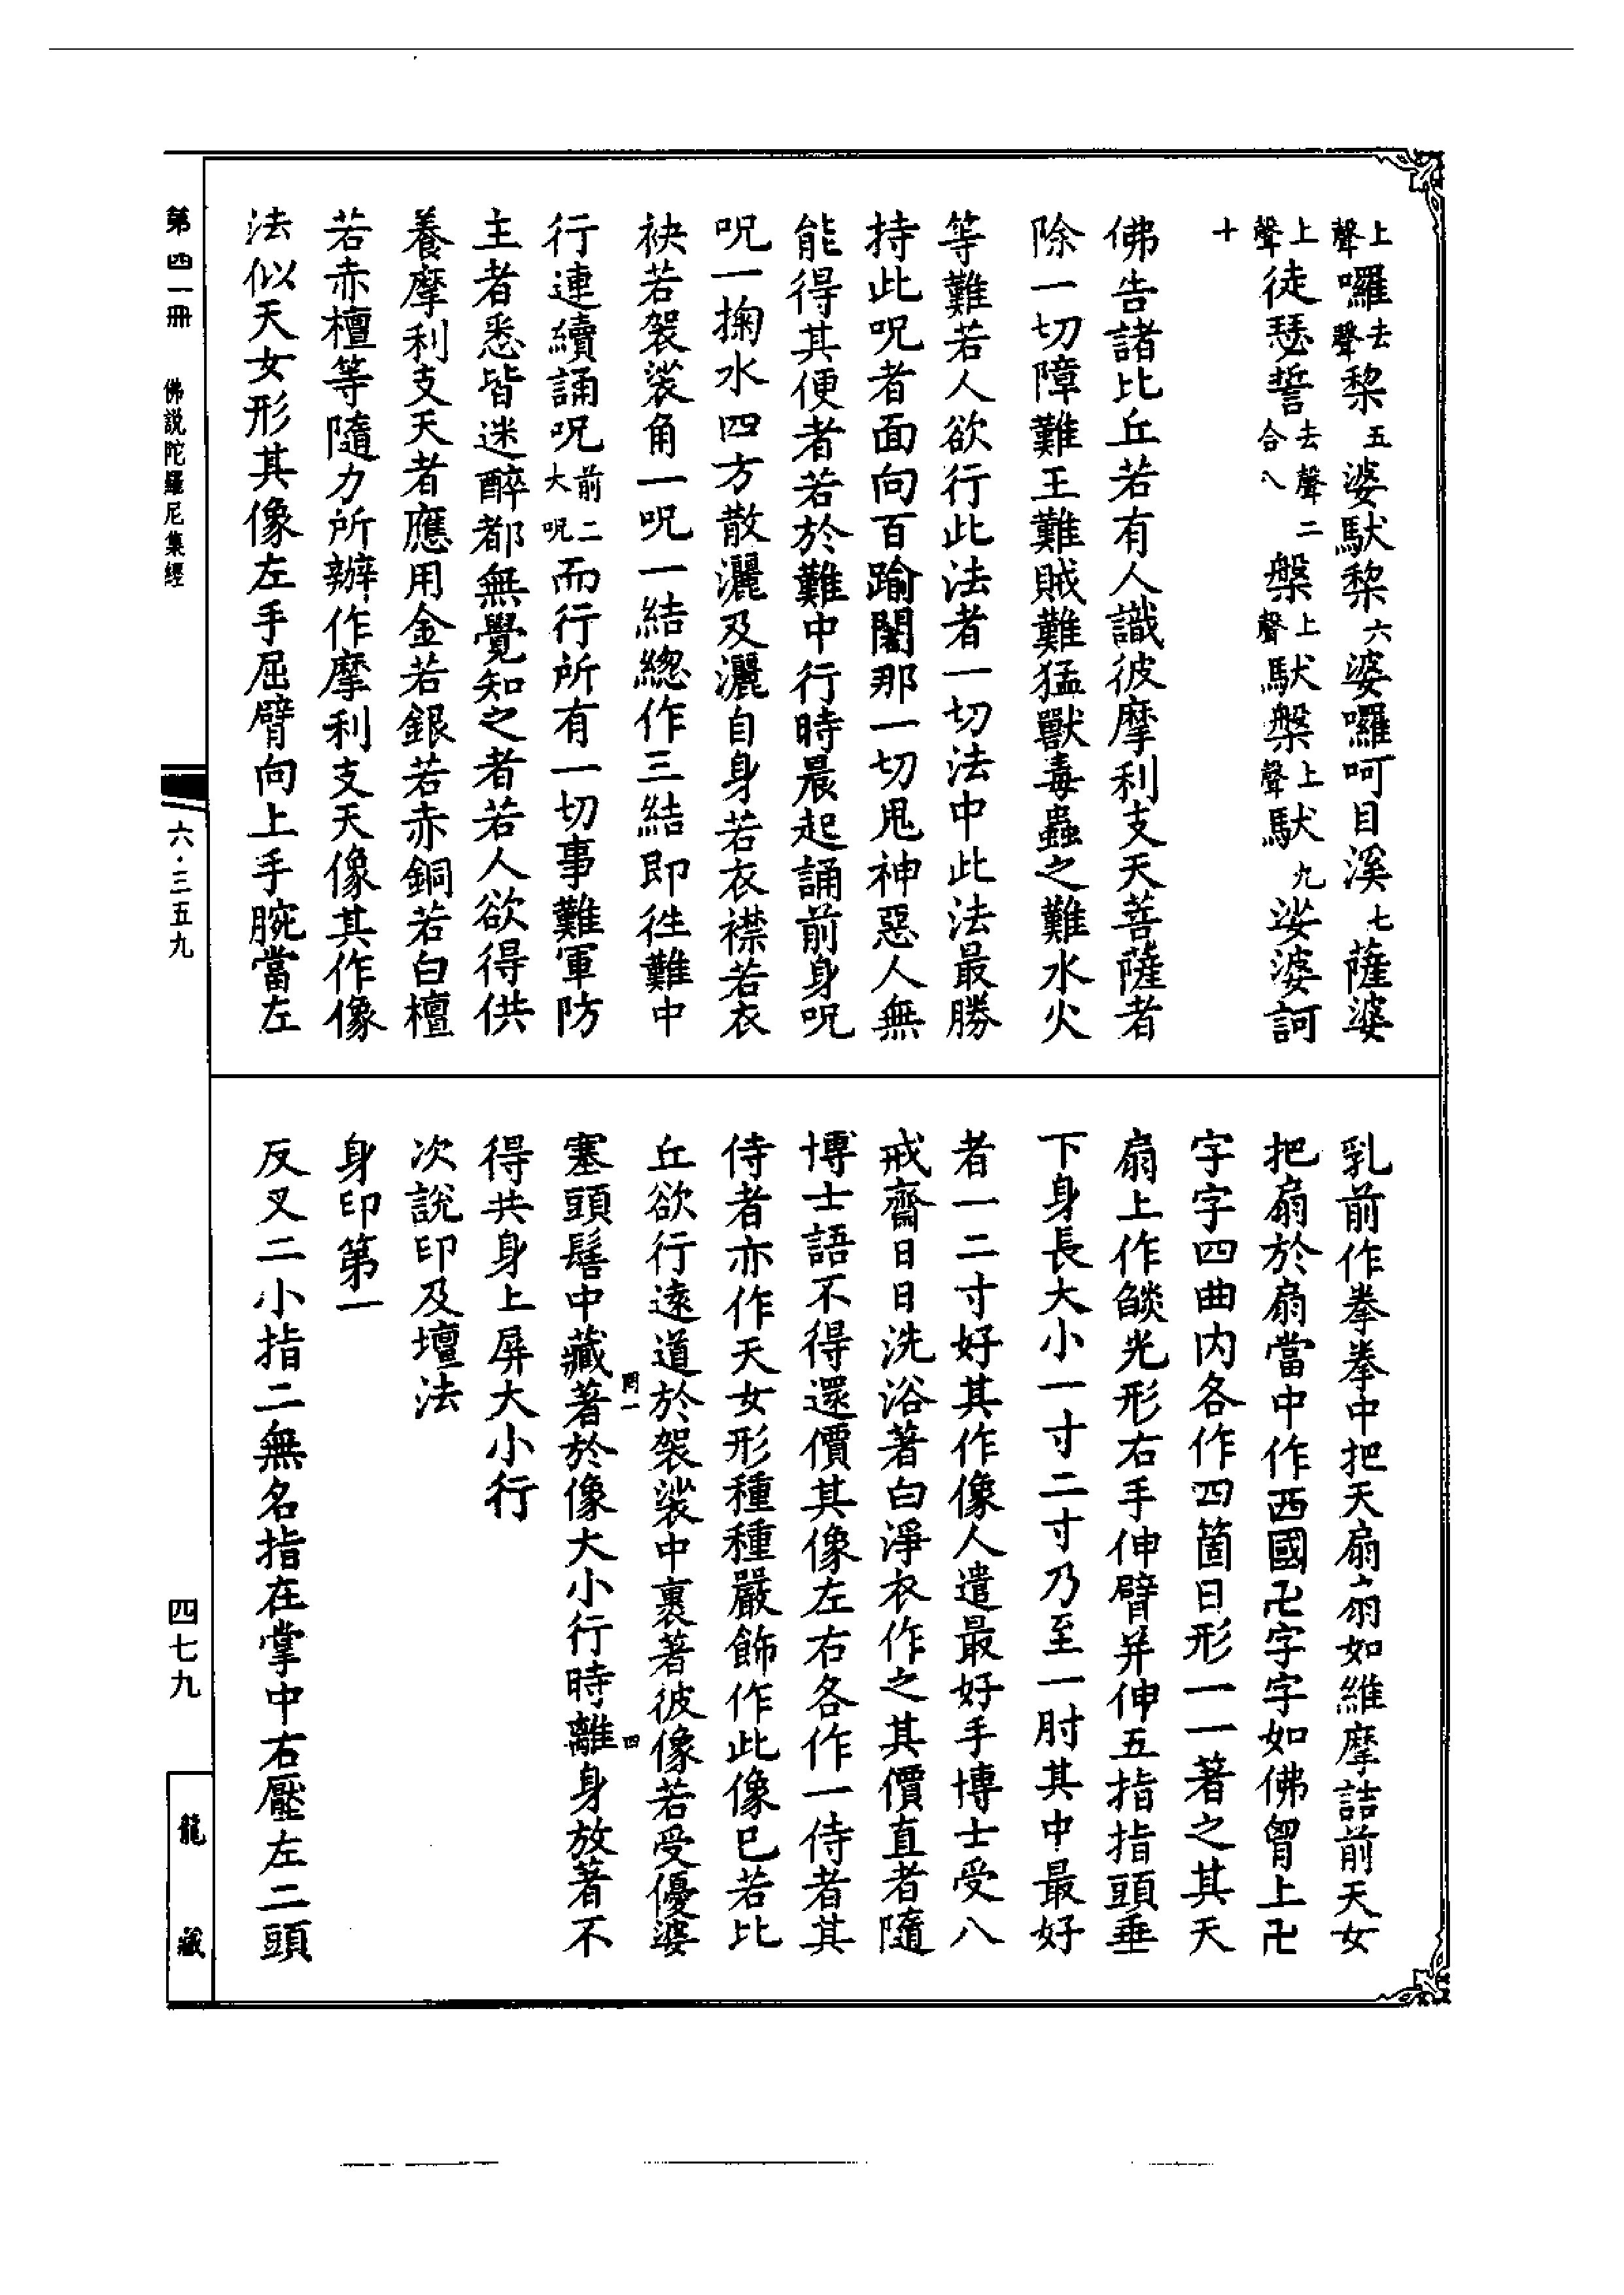 上聲囉去聲黎五婆馱黎六婆囉呵目溪七薩婆
上聲徒瑟誓去聲二合八槃上聲馱槃上聲馱九娑婆訶
十
佛告諸比丘若有人識彼摩利支天菩薩者
除一切障難王難賊難猛獸毒蟲之難水火
等難若人欲行此法者一切法中此法最勝
持此呪者面向百踰闍那一切鬼神惡人無
能得其便者若於難中行時晨起誦前身呪
呪一掬水四方散灑及灑自身若衣襟若衣
袂若袈裟角一呪一結總作三結即往難中
行連續誦呪前二大呪而行所有一切事難軍防
主者悉皆迷醉都無覺知之者若人欲得供
養摩利支天者應用金若銀若赤銅若白檀
若赤檀等隨力所辦作摩利支天像其作像
法似天女形其像左手屈臂向上手腕當左
乳前作拳拳中把天扇扇如維摩詰前天女
把扇於扇當中作西國卍字字如佛胷上卍
字字四曲內各作四箇日形一一著之其天
扇上作焰光形右手伸臂并伸五指指頭垂
下身長大小一寸二寸乃至一肘其中最好
者一二寸好其作像人遣最好手博士受八
戒齋日日洗浴著白淨衣作之其價直者隨
博士語不得還價其像左右各作一侍者其
侍者亦作天女形種種嚴飾作此像已若比
丘欲行遠道於袈裟中裹著彼像若受優婆
塞頭髻中藏著於像大小行時離身放著不
得共身上屏大小行
次說印及壇法
身印第一
反叉二小指二無名指在掌中右壓左二頭
第四一冊 佛説陀羅尼集經
六·三五九
四七九
龍藏